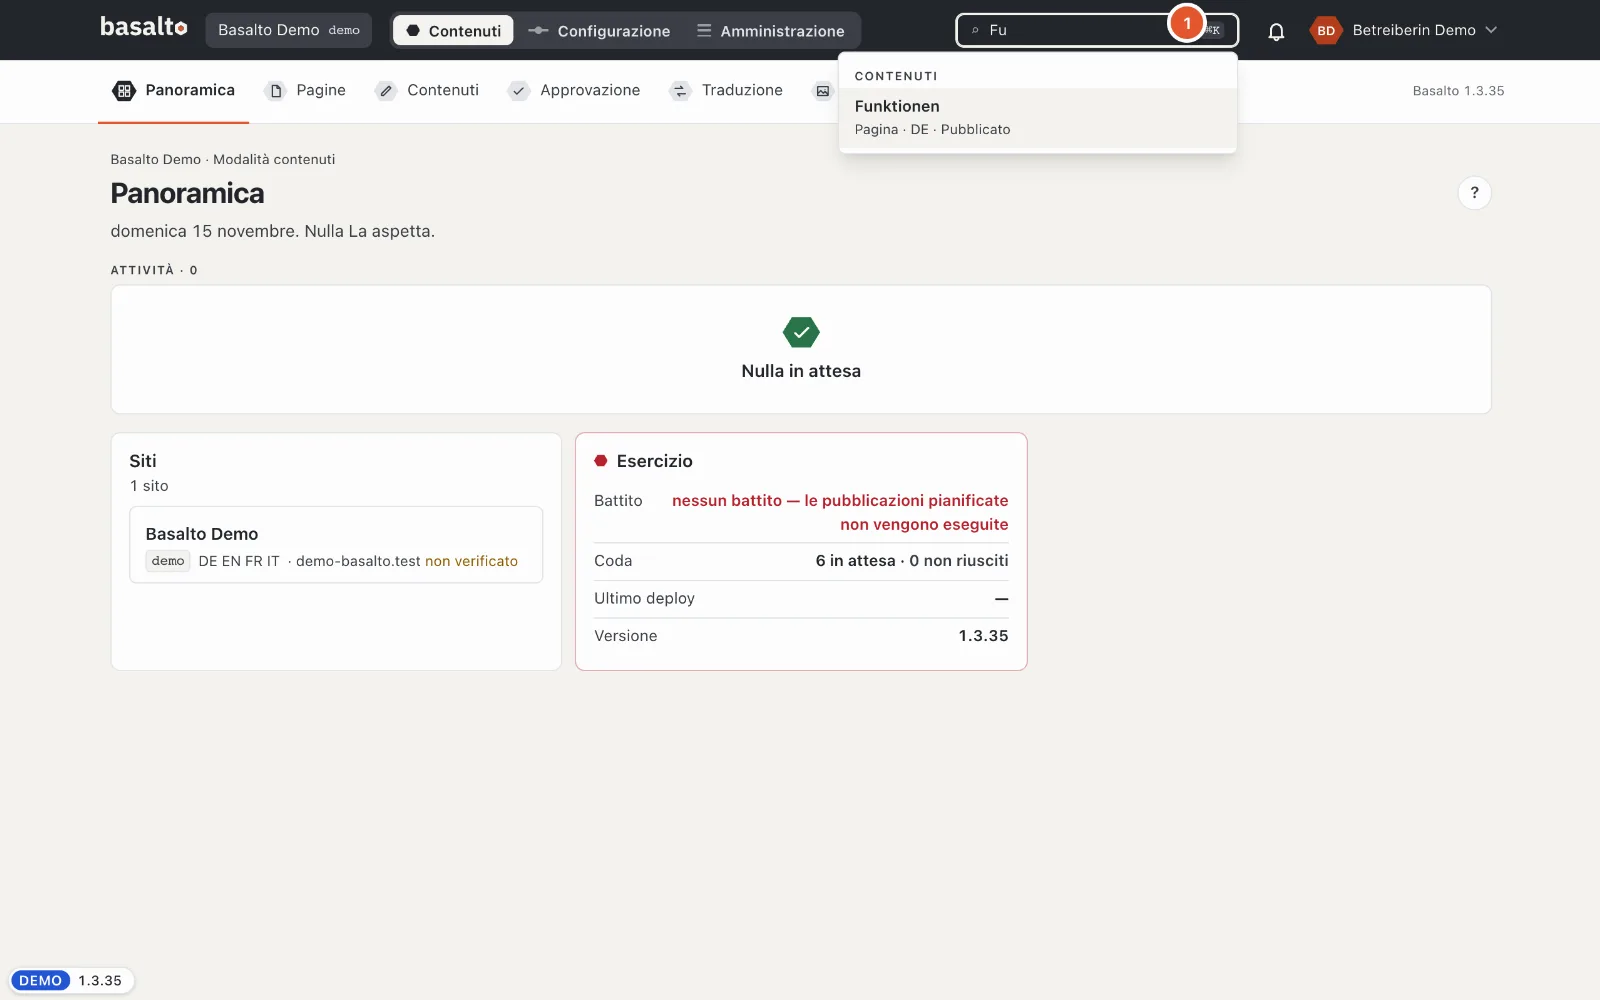 basalto
Basalto Demo demo
Contenuti
Configurazione
Amministrazione
Fu
1
K
BD
Betreiberin Demo
Panoramica
Pagine
Contenuti
Approvazione
Traduzione
Basalto 1.3.35
CONTENUTI
Funktionen
Pagina · DE · Pubblicato
Basalto Demo · Modalità contenuti
Panoramica
?
domenica 15 novembre. Nulla La aspetta.
ATTIVITÀ · 0
Nulla in attesa
Siti
1 sito
Basalto Demo
demo DE EN FR IT · demo-basalto.test non verificato
Esercizio
Battito nessun battito — le pubblicazioni pianificate
non vengono eseguite
Coda 6 in attesa · 0 non riusciti
Ultimo deploy —
Versione 1.3.35
DEMO 1.3.35